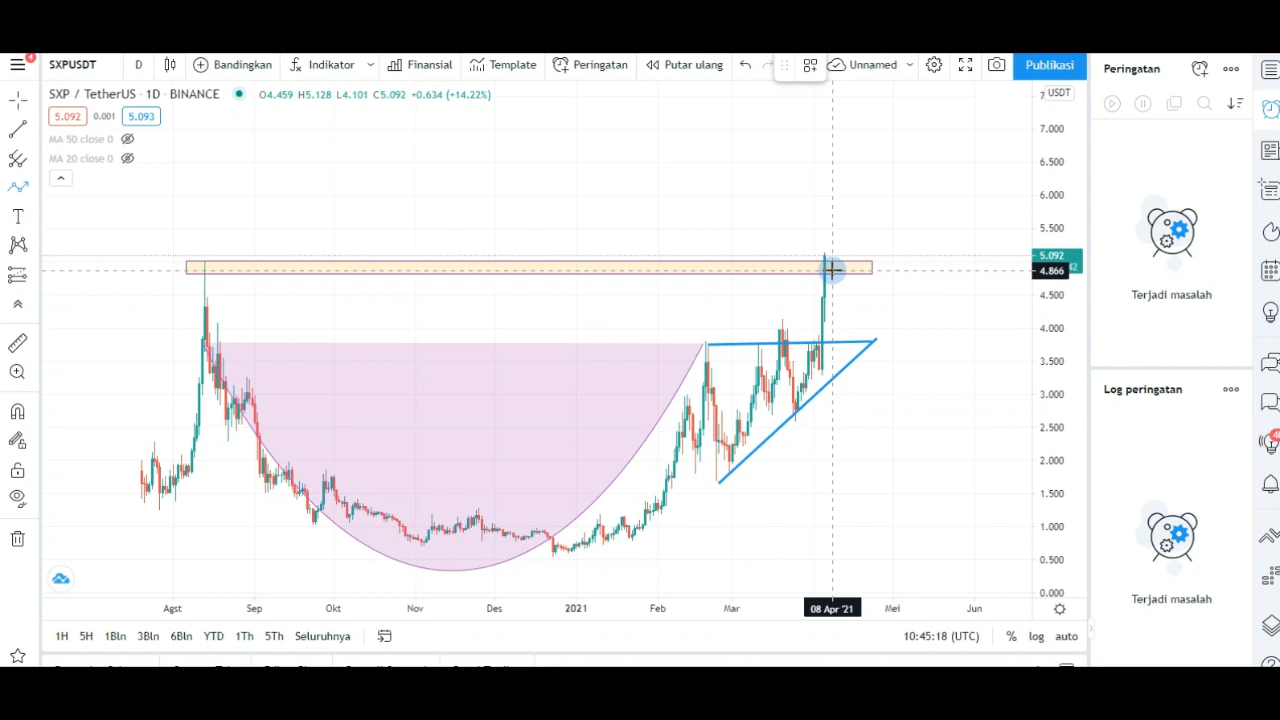 4
SXPUSDT
D
Bandingkan
Indikator
Finansial
Template
Peringatan
Putar ulang
Unnamed
Publikasi
Peringatan
SXP / TetherUS · 1D · BINANCE
O4.459 H5.128 L4.101 C5.092 +0.634 (+14.22%)
USDT
5.092
0.001
5.093
MA 50 close 0
MA 20 close 0
7.000
6.500
6.000
5.500
5.092
4.866
4.500
4.000
3.500
3.000
2.500
2.000
1.500
1.000
0.500
0.000
Terjadi masalah
Log peringatan
Terjadi masalah
Agst
Sep
Okt
Nov
Des
2021
Feb
Mar
08 Apr '21
Mei
Jun
1H
5H
1Bln
3Bln
6Bln
YTD
1Th
5Th
Seluruhnya
10:45:18 (UTC)
%
log
auto